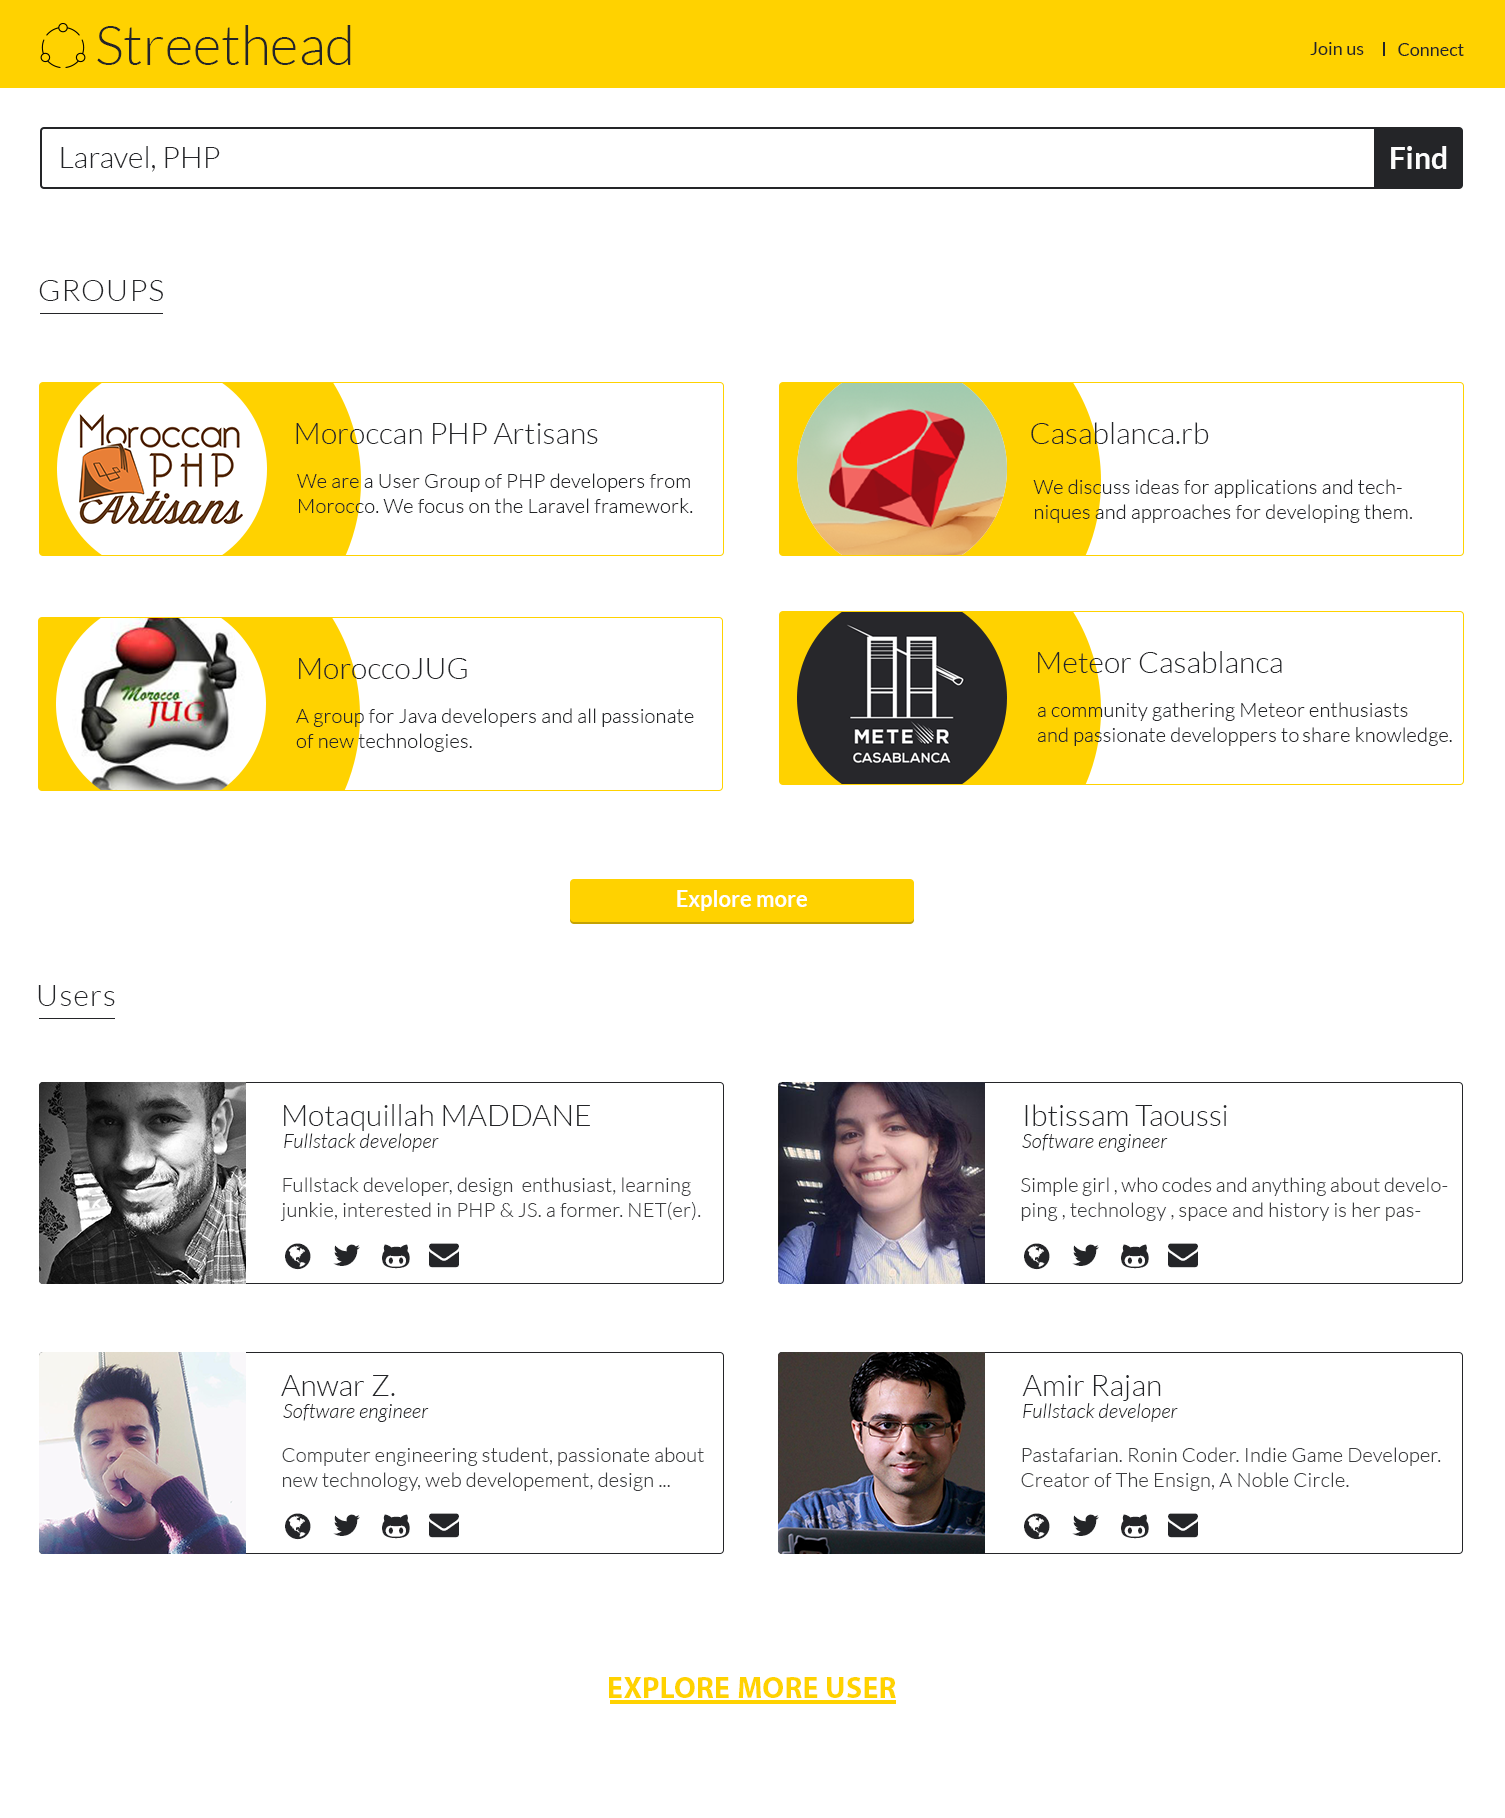 Streethead
Join us | Connect
Laravel, PHP
Find
GROUPS
Moroccan
PHP
Artisans
Moroccan PHP Artisans
We are a User Group of PHP developers from
Morocco. We focus on the Laravel framework.
Casablanca.rb
We discuss ideas for applications and tech-
niques and approaches for developing them.
Morocco
JUG
MoroccoJUG
A group for Java developers and all passionate
of new technologies.
METEOR
CASABLANCA
Meteor Casablanca
a community gathering Meteor enthusiasts
and passionate developpers to share knowledge.
Explore more
Users
Motaquillah MADDANE
Fullstack developer
Fullstack developer, design  enthusiast, learning
junkie, interested in PHP & JS. a former. NET(er).
Ibtissam Taoussi
Software engineer
Simple girl , who codes and anything about develo-
ping , technology , space and history is her pas-
Anwar Z.
Software engineer
Computer engineering student, passionate about
new technology, web developement, design ...
Amir Rajan
Fullstack developer
Pastafarian. Ronin Coder. Indie Game Developer.
Creator of The Ensign, A Noble Circle.
EXPLORE MORE USER